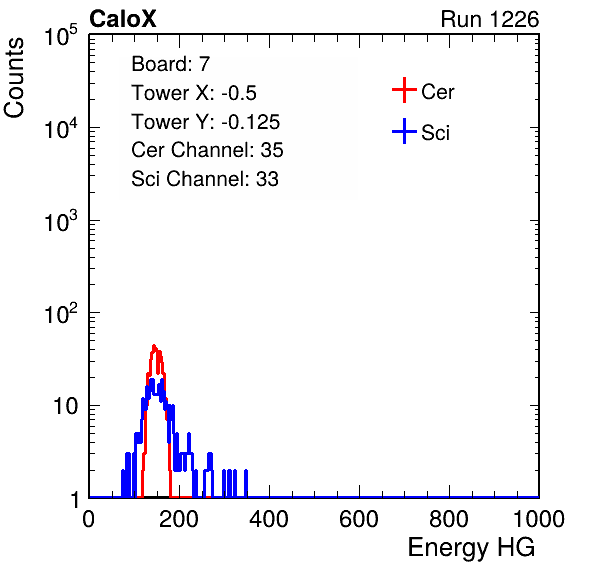 CaloX
Run 1226
Counts
Board: 7
Tower X: -0.5
Tower Y: -0.125
Cer Channel: 35
Sci Channel: 33
Cer
Sci
10^5
10^4
10^3
10^2
10
1
0 200 400 600 800 1000
Energy HG